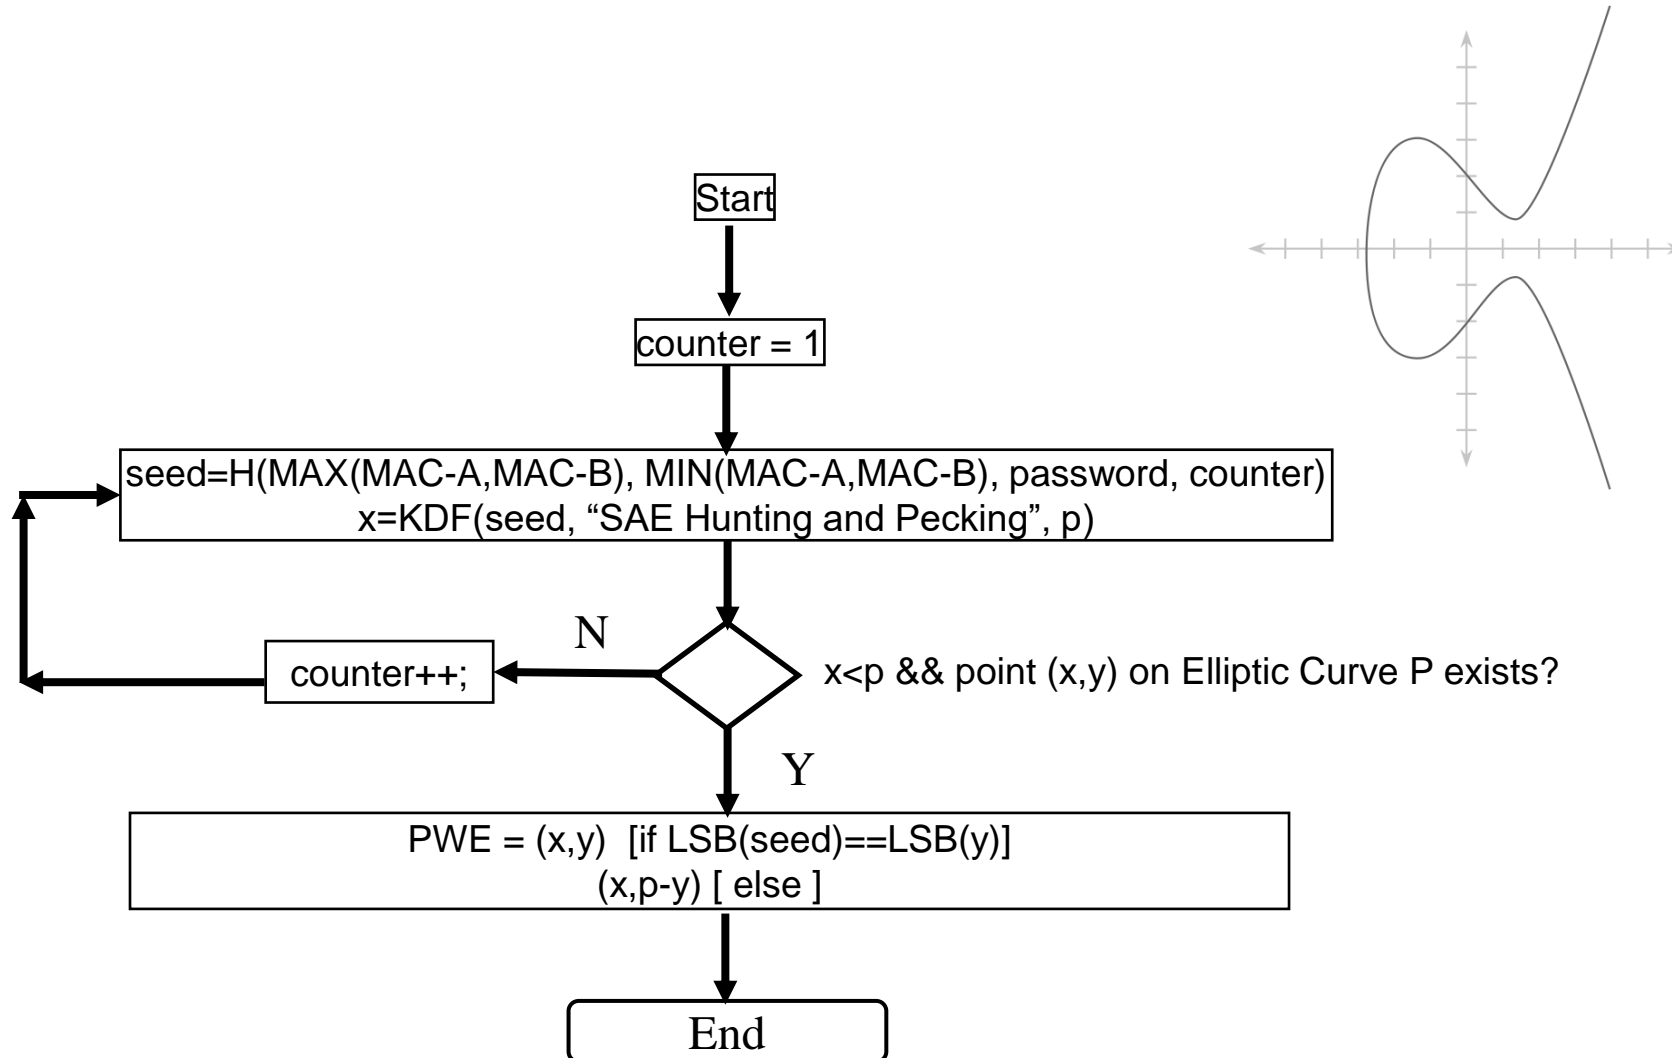 Start
counter = 1
seed=H(MAX(MAC-A,MAC-B), MIN(MAC-A,MAC-B), password, counter)
x=KDF(seed, “SAE Hunting and Pecking”, p)
N
counter++;
x<p && point (x,y) on Elliptic Curve P exists?
Y
PWE = (x,y)  [if LSB(seed)==LSB(y)]
(x,p-y) [ else ]
End